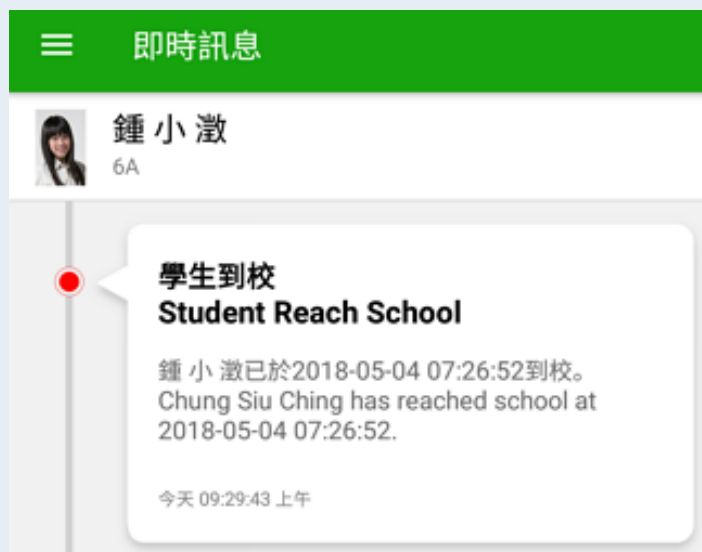 即時訊息
鍾 小 澂
6A
學生到校
Student Reach School
鍾 小 澂已於2018-05-04 07:26:52到校。
Chung Siu Ching has reached school at
2018-05-04 07:26:52.
今天 09:29:43 上午